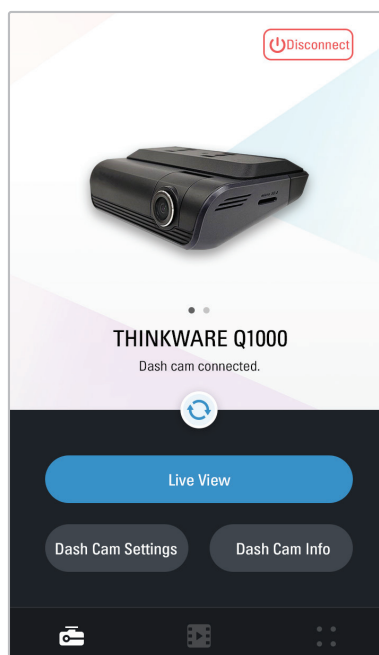 Disconnect
THINKWARE Q1000
Dash cam connected.
Live View
Dash Cam Settings
Dash Cam Info